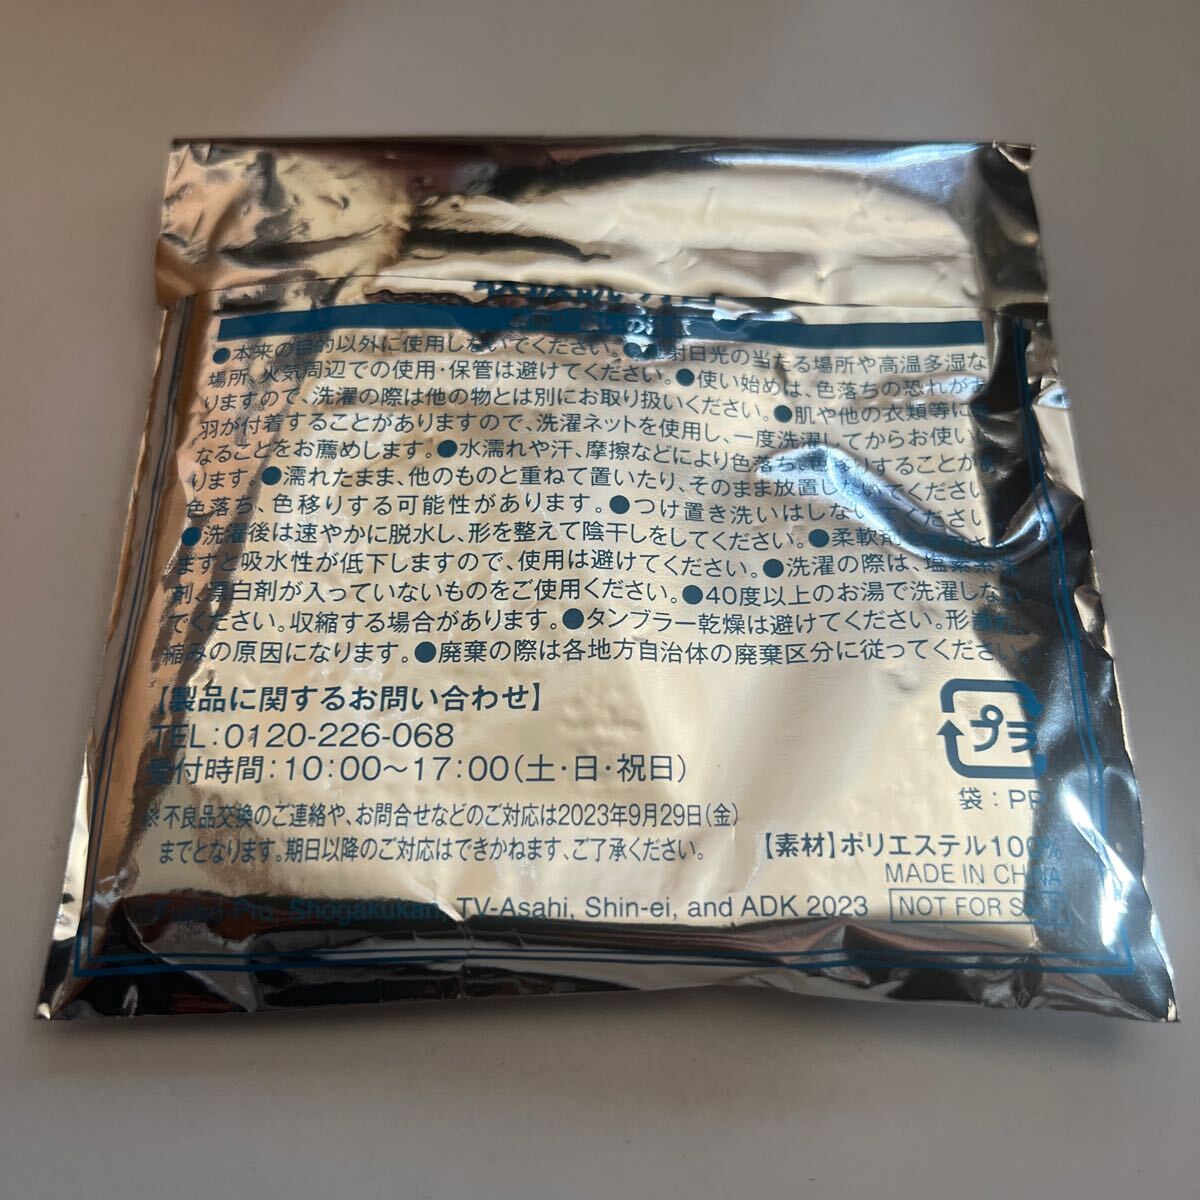 の注意
●本来の目的以外に使用しないでください。●直射日光の当たる場所や高温多湿な
場所、火気周辺での使用・保管は避けてください。●使い始めは、色落ちの恐れがあ
りますので、洗濯の際は他の物とは別にお取り扱いください。●肌や他の衣類等に毛
羽が付着することがありますので、洗濯ネットを使用し、一度洗濯してからお使いに
なることをお薦めします。●水濡れや汗、摩擦などにより色落ち、色移りすることがあ
ります。●濡れたまま、他のものと重ねて置いたり、そのまま放置しないでください。
色落ち、色移りする可能性があります。●つけ置き洗いはしないでください。
●洗濯後は速やかに脱水し、形を整えて陰干しをしてください。●柔軟剤
ますと吸水性が低下しますので、使用は避けてください。●洗濯の際は、塩素系
剤、漂白剤が入っていないものをご使用ください。●40度以上のお湯で洗濯しない
でください。収縮する場合があります。●タンブラー乾燥は避けてください。形崩れ、
縮みの原因になります。●廃棄の際は各地方自治体の廃棄区分に従ってください。
【製品に関するお問い合わせ】
TEL:0120-226-068
受付時間:10:00〜17:00(土・日・祝日)
※不良品交換のご連絡や、お問合せなどのご対応は2023年9月29日(金)
までとなります。期日以降のご対応はできかねます、ご了承ください。
プラ
袋:PP
【素材】ポリエステル100%
MADE IN CHINA
©Fujiko-Pro, Shogakukan, TV-Asahi, Shin-ei, and ADK 2023
NOT FOR SALE